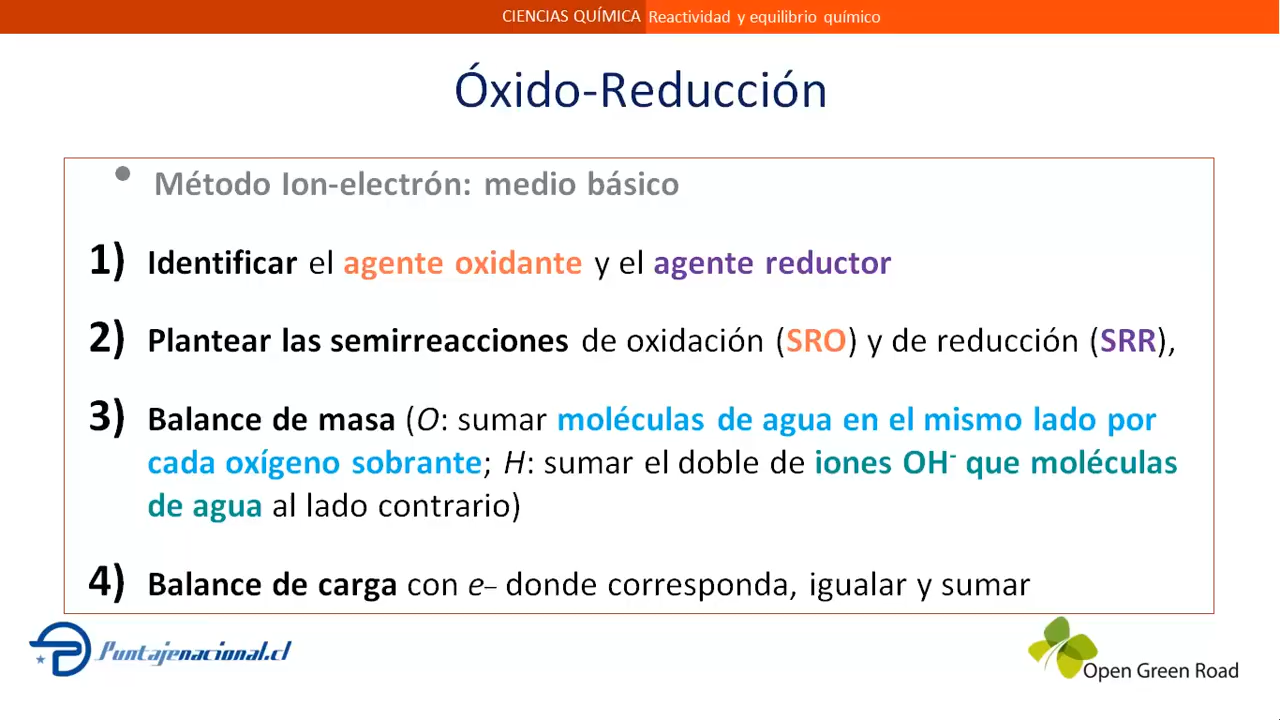 CIENCIAS QUÍMICA Reactividad y equilibrio químico
Óxido-Reducción
• Método Ion-electrón: medio básico
1) Identificar el agente oxidante y el agente reductor
2) Plantear las semirreacciones de oxidación (SRO) y de reducción (SRR),
3) Balance de masa (O: sumar moléculas de agua en el mismo lado por
cada oxígeno sobrante; H: sumar el doble de iones OH⁻ que moléculas
de agua al lado contrario)
4) Balance de carga con e– donde corresponda, igualar y sumar
Puntajenacional.cl
Open Green Road